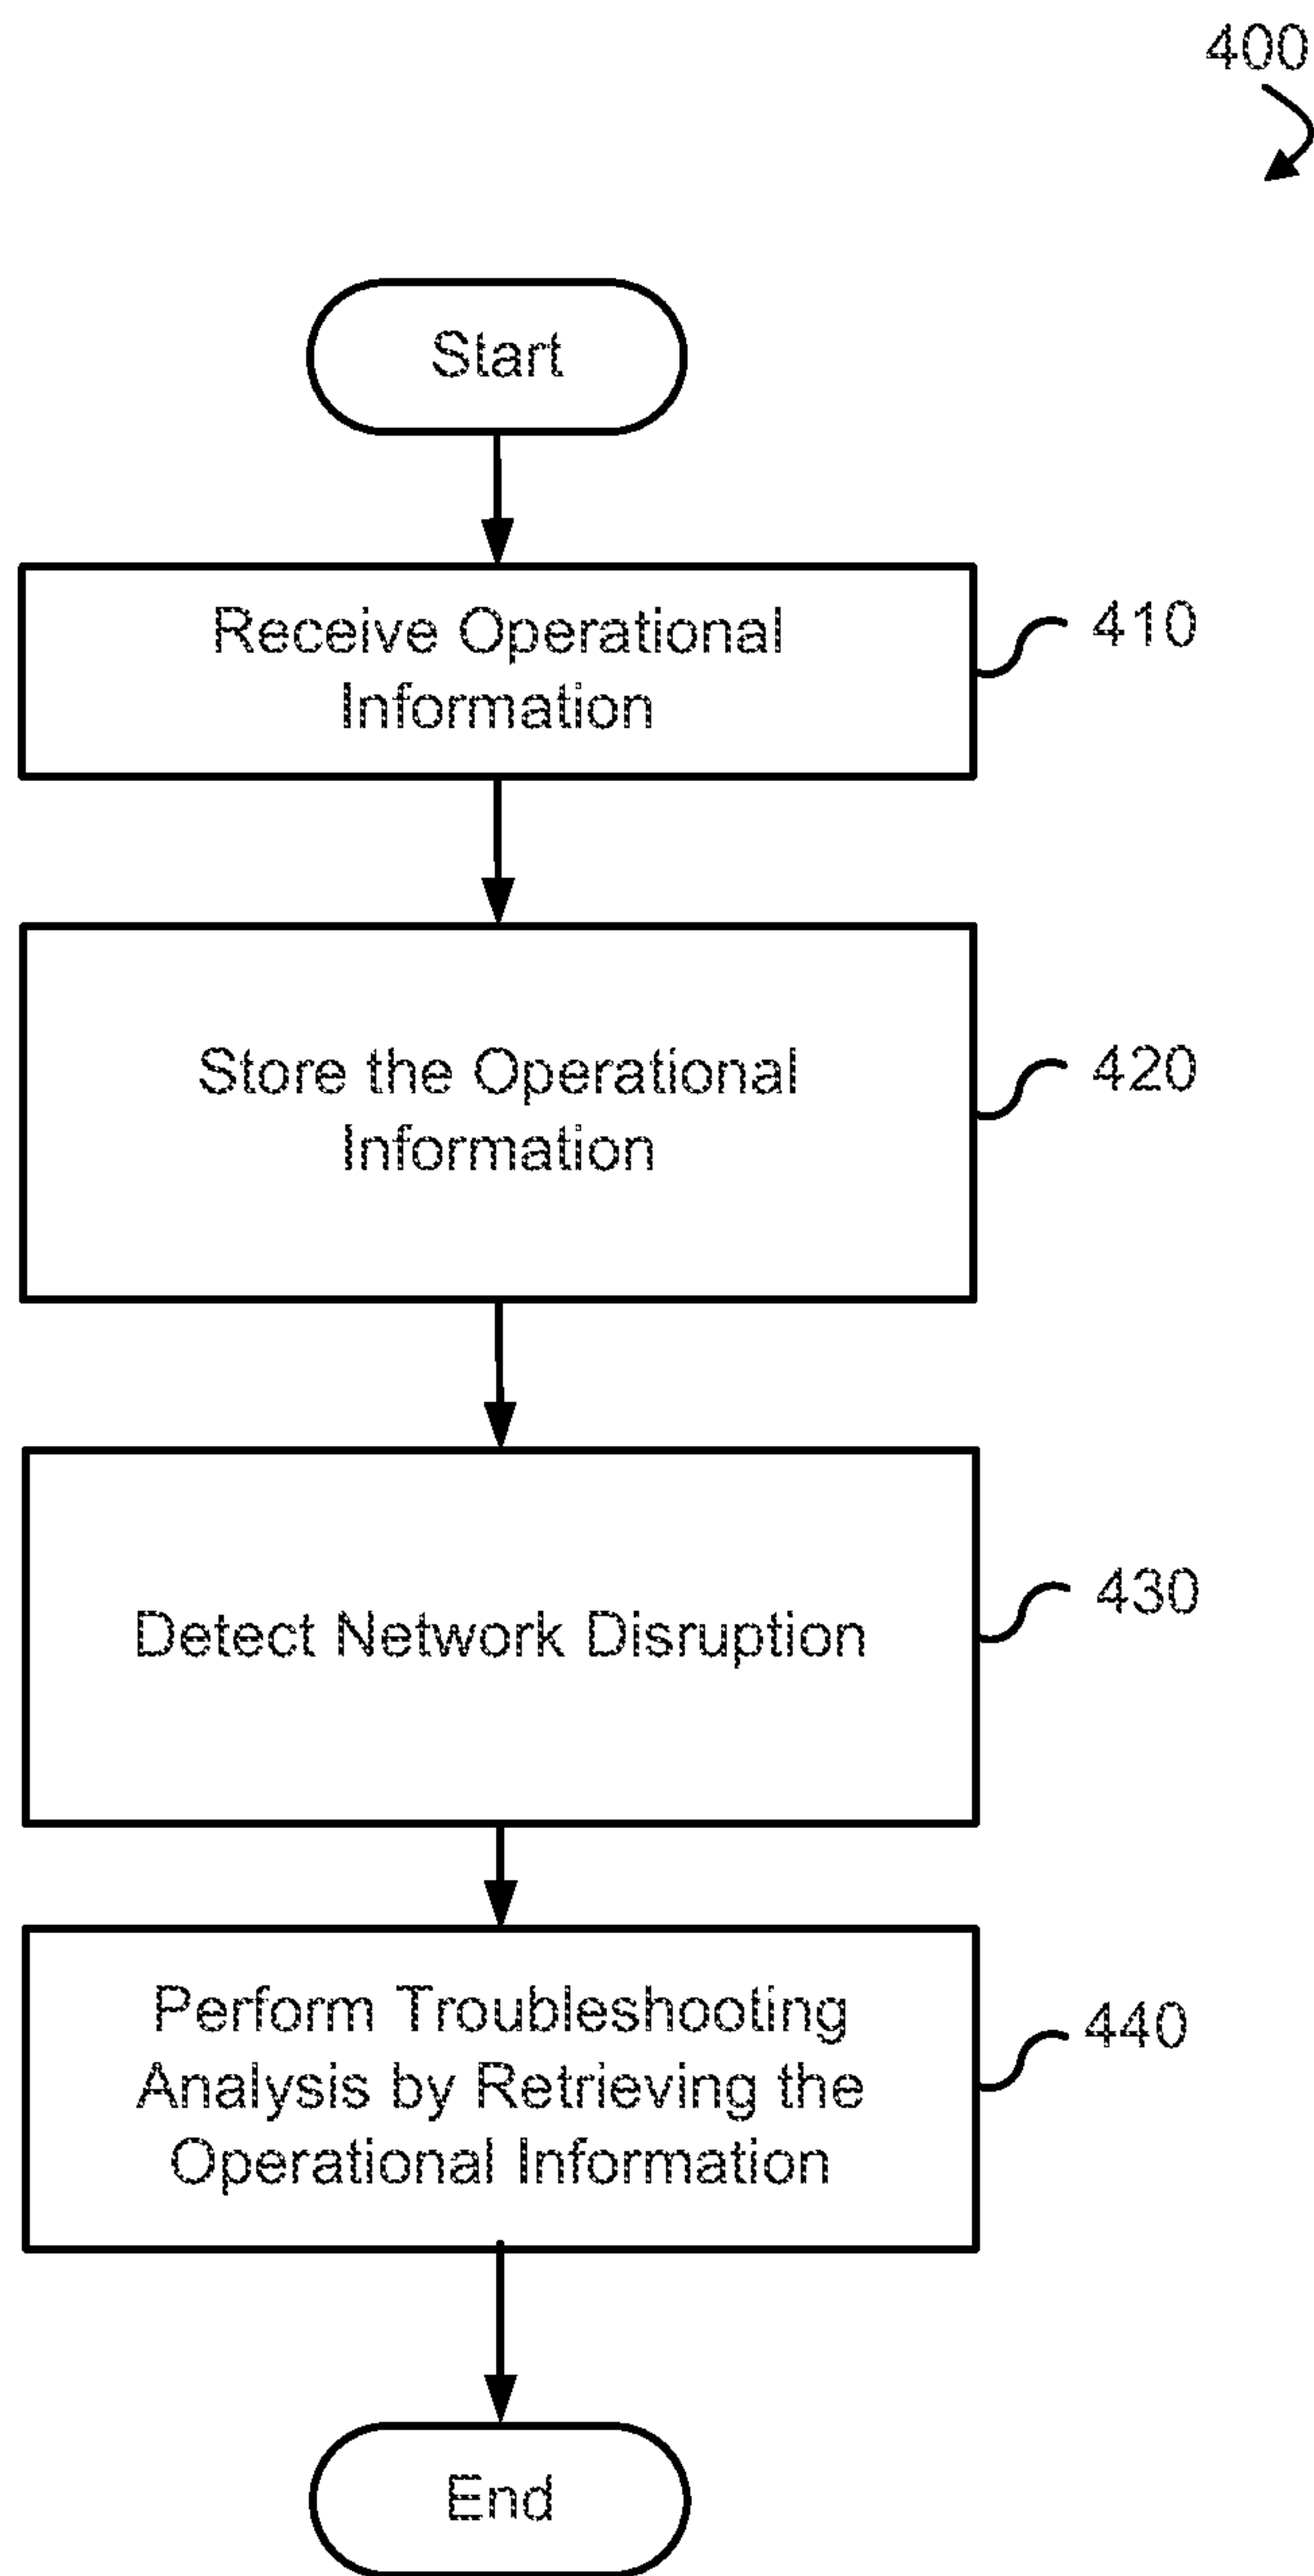 400
Start
Receive Operational
Information
410
Store the Operational
Information
420
Detect Network Disruption
430
Perform Troubleshooting
Analysis by Retrieving the
Operational Information
440
End